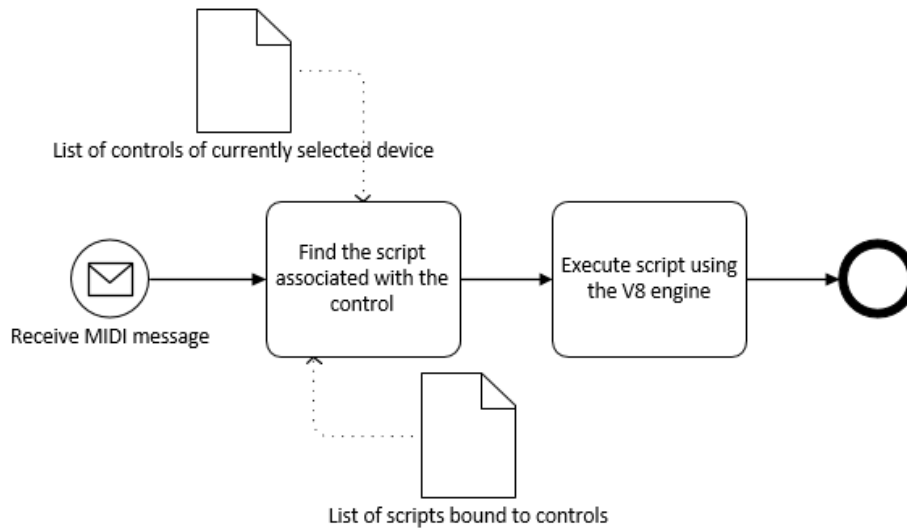 List of controls of currently selected device
Find the script
associated with the
control
Execute script using
the V8 engine
Receive MIDI message
List of scripts bound to controls